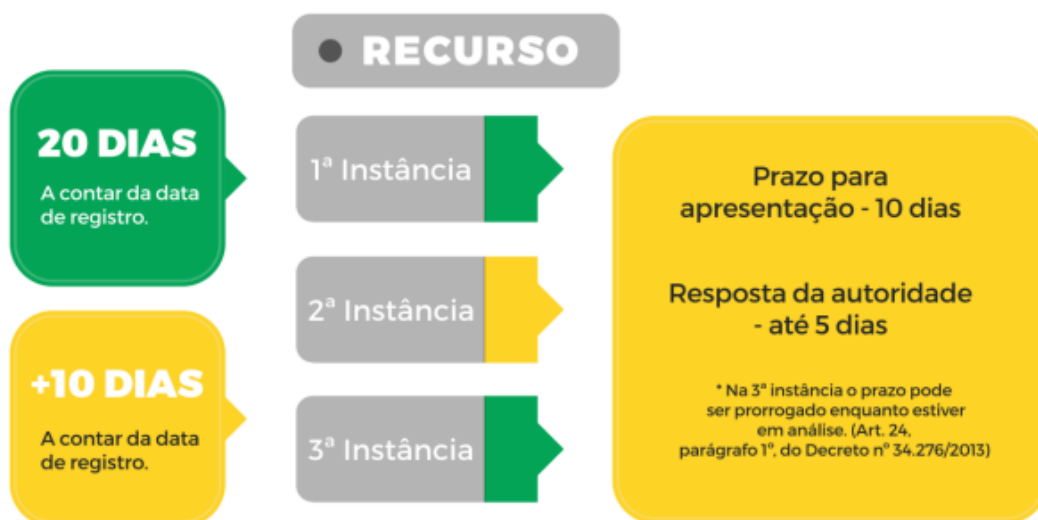 RECURSO
20 DIAS
A contar da data
de registro.
+10 DIAS
A contar da data
de registro.
1ª Instância
2ª Instância
3ª Instância
Prazo para
apresentação - 10 dias
Resposta da autoridade
- até 5 dias
* Na 3ª instância o prazo pode
ser prorrogado enquanto estiver
em análise. (Art. 24,
parágrafo 1º, do Decreto nº 34.276/2013)